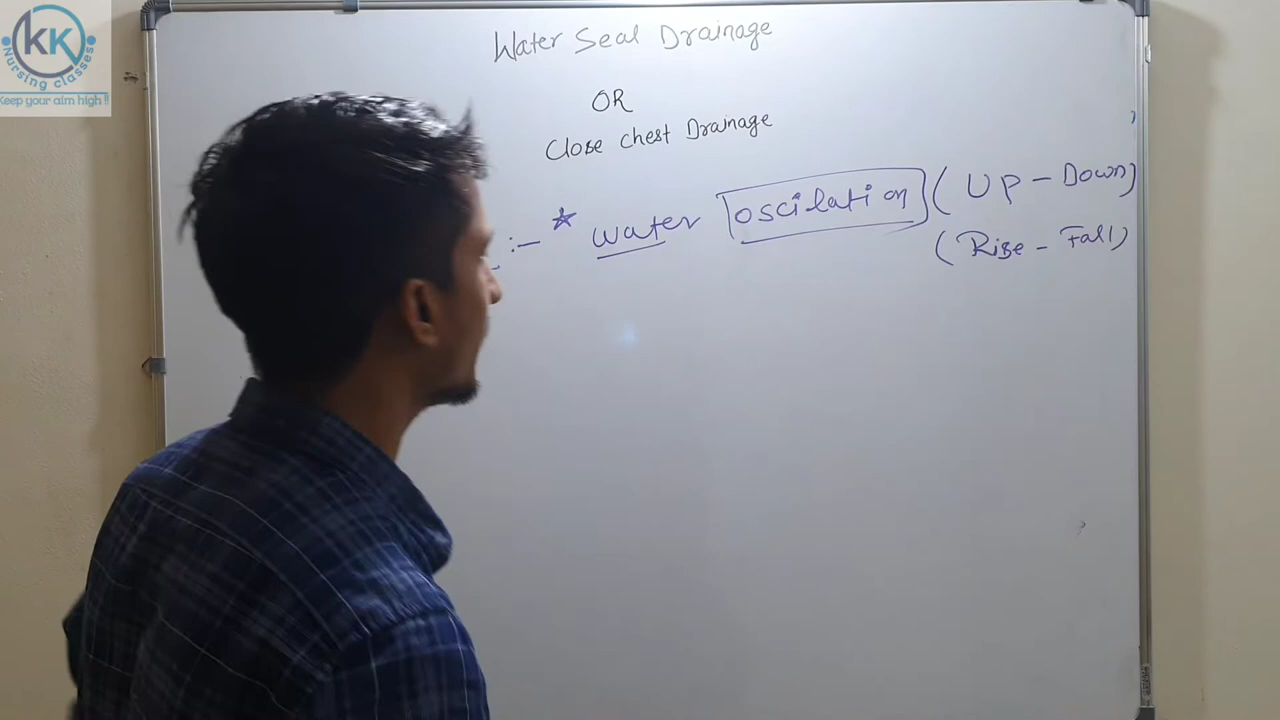 KK
Nursing classes
Keep your aim high !!
Water Seal Drainage
OR
Close Chest Drainage
:- * water oscilation ( UP - Down)
( Rise - Fall)